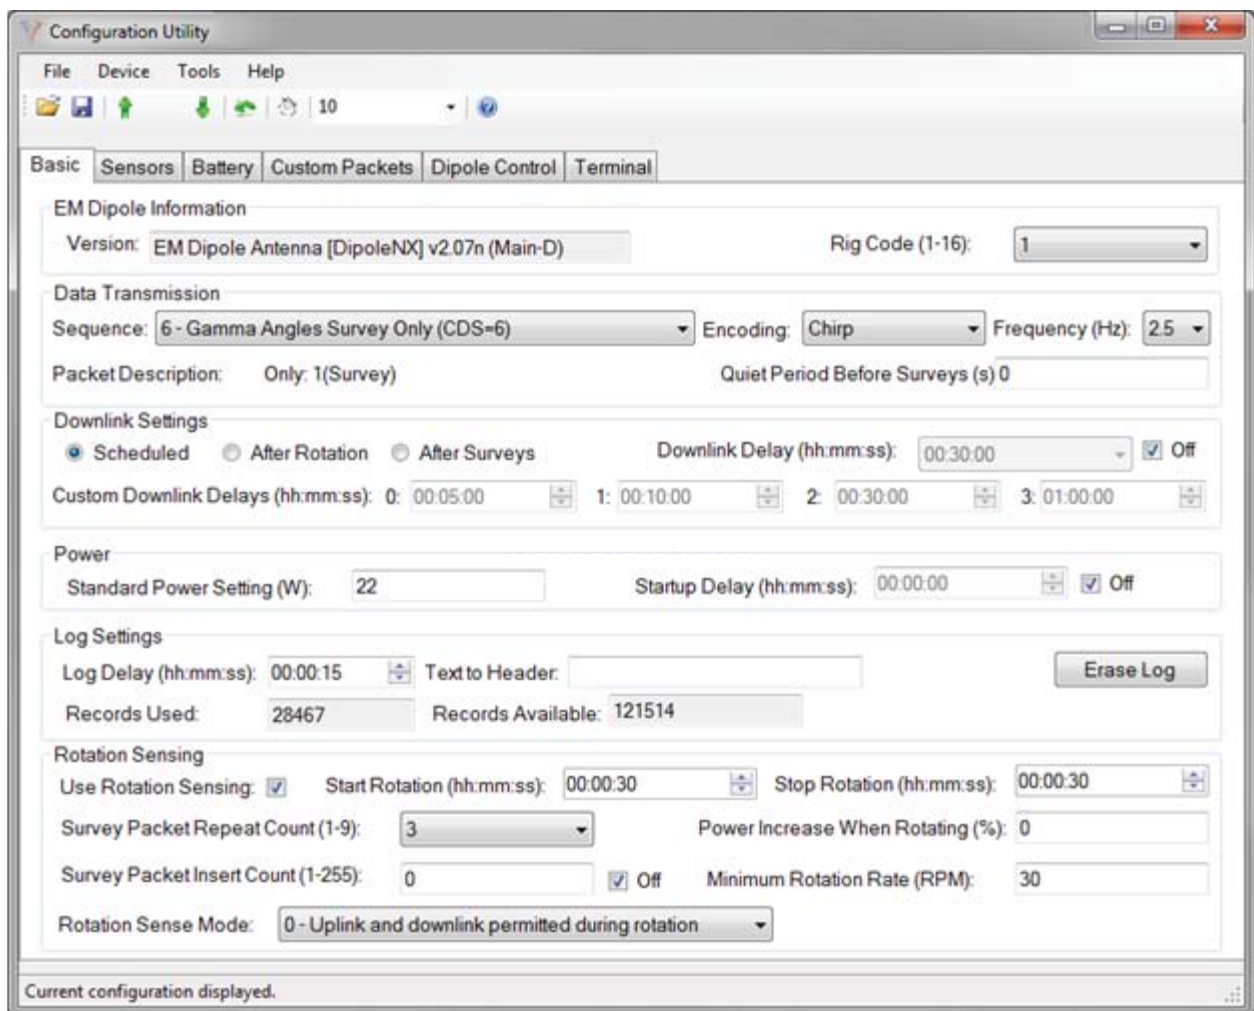 Configuration Utility
File Device Tools Help
10
Basic Sensors Battery Custom Packets Dipole Control Terminal
EM Dipole Information
Version: EM Dipole Antenna [DipoleNX] v2.07n (Main-D) Rig Code (1-16): 1
Data Transmission
Sequence: 6 - Gamma Angles Survey Only (CDS=6) Encoding: Chirp Frequency (Hz): 2.5
Packet Description: Only: 1(Survey) Quiet Period Before Surveys (s) 0
Downlink Settings
Scheduled After Rotation After Surveys Downlink Delay (hh:mm:ss): 00:30:00 Off
Custom Downlink Delays (hh:mm:ss): 0: 00:05:00 1: 00:10:00 2: 00:30:00 3: 01:00:00
Power
Standard Power Setting (W): 22 Startup Delay (hh:mm:ss): 00:00:00 Off
Log Settings
Log Delay (hh:mm:ss): 00:00:15 Text to Header: Erase Log
Records Used: 28467 Records Available: 121514
Rotation Sensing
Use Rotation Sensing: Start Rotation (hh:mm:ss): 00:00:30 Stop Rotation (hh:mm:ss): 00:00:30
Survey Packet Repeat Count (1-9): 3 Power Increase When Rotating (%): 0
Survey Packet Insert Count (1-255): 0 Off Minimum Rotation Rate (RPM): 30
Rotation Sense Mode: 0 - Uplink and downlink permitted during rotation
Current configuration displayed.